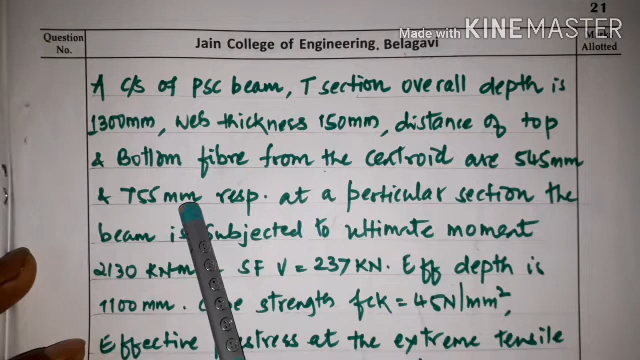 21
Made with KINEMASTER
Question No.
Jain College of Engineering, Belagavi
Allotted
A c/s of PSC beam, T section overall depth is
1300mm, web thickness 150mm, distance of top
& Bottom fibre from the centroid are 545mm
& 755mm resp. at a perticular section the
beam is subjected to ultimate moment
2130 KN-m SF V = 237 KN. Eff depth is
1100mm. strength fck = 45N/mm²,
Effective at the extreme tensile